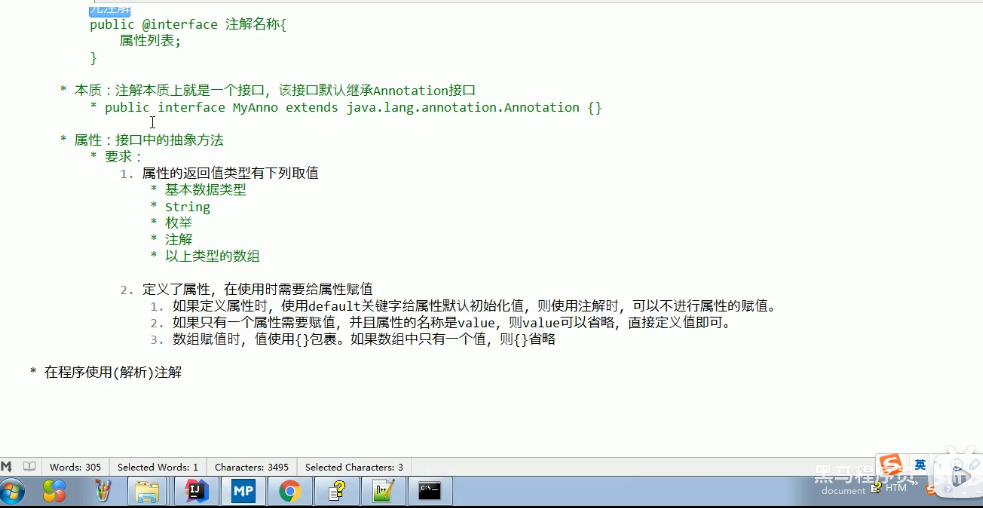 元注解
public @interface 注解名称{
属性列表;
}
* 本质：注解本质上就是一个接口，该接口默认继承Annotation接口
* public interface MyAnno extends java.lang.annotation.Annotation {}
* 属性：接口中的抽象方法
* 要求：
1. 属性的返回值类型有下列取值
* 基本数据类型
* String
* 枚举
* 注解
* 以上类型的数组
2. 定义了属性，在使用时需要给属性赋值
1. 如果定义属性时，使用default关键字给属性默认初始化值，则使用注解时，可以不进行属性的赋值。
2. 如果只有一个属性需要赋值，并且属性的名称是value，则value可以省略，直接定义值即可。
3. 数组赋值时，值使用{}包裹。如果数组中只有一个值，则{}省略
* 在程序使用(解析)注解
Words: 305 Selected Words: 1 Characters: 3495 Selected Characters: 3
MP
英
黑马程序员
document HTM